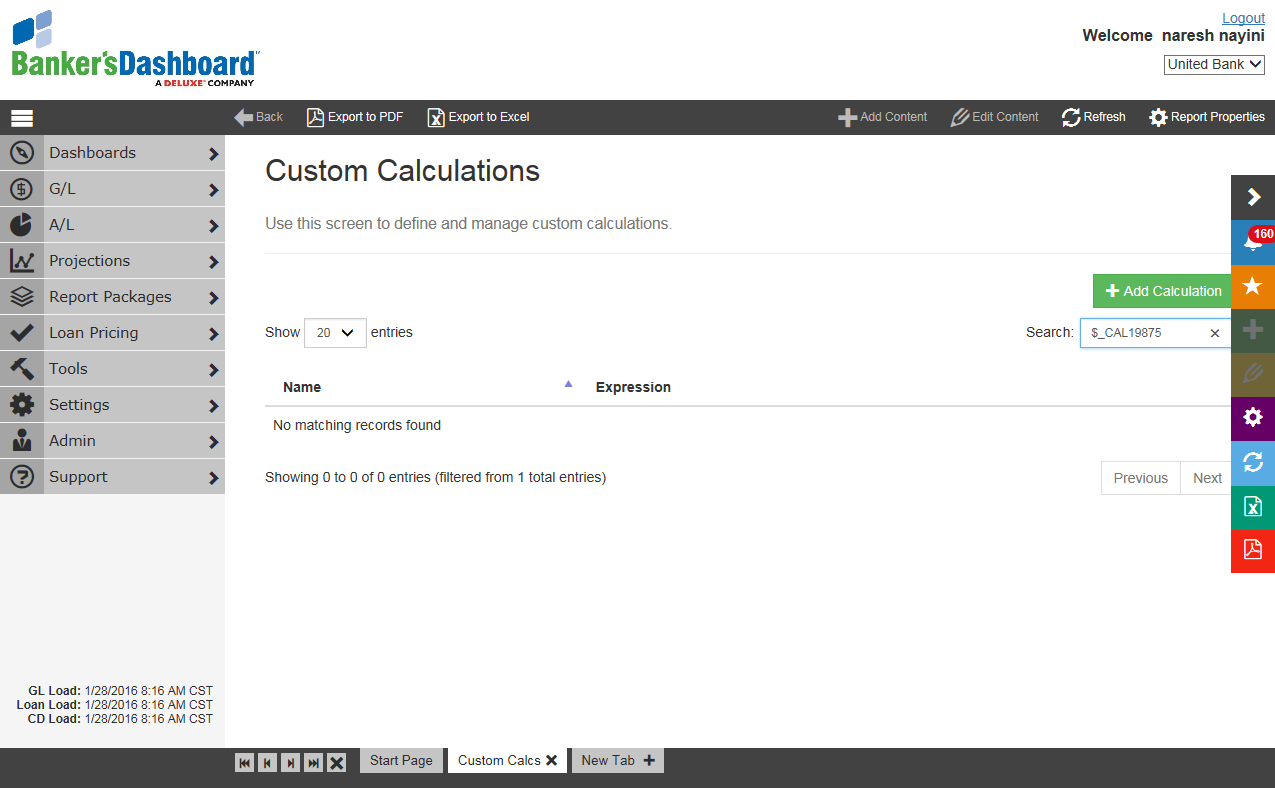 Logout
Welcome naresh nayini
Banker'sDashboard
A DELUXE COMPANY
United Bank
Back Export to PDF Export to Excel Add Content Edit Content Refresh Report Properties
Dashboards
G/L
A/L
Projections
Report Packages
Loan Pricing
Tools
Settings
Admin
Support
Custom Calculations
Use this screen to define and manage custom calculations.
160
Add Calculation
Show 20 entries Search: $_CAL19875
Name Expression
No matching records found
Showing 0 to 0 of 0 entries (filtered from 1 total entries) Previous Next
GL Load: 1/28/2016 8:16 AM CST
Loan Load: 1/28/2016 8:16 AM CST
CD Load: 1/28/2016 8:16 AM CST
Start Page Custom Calcs New Tab